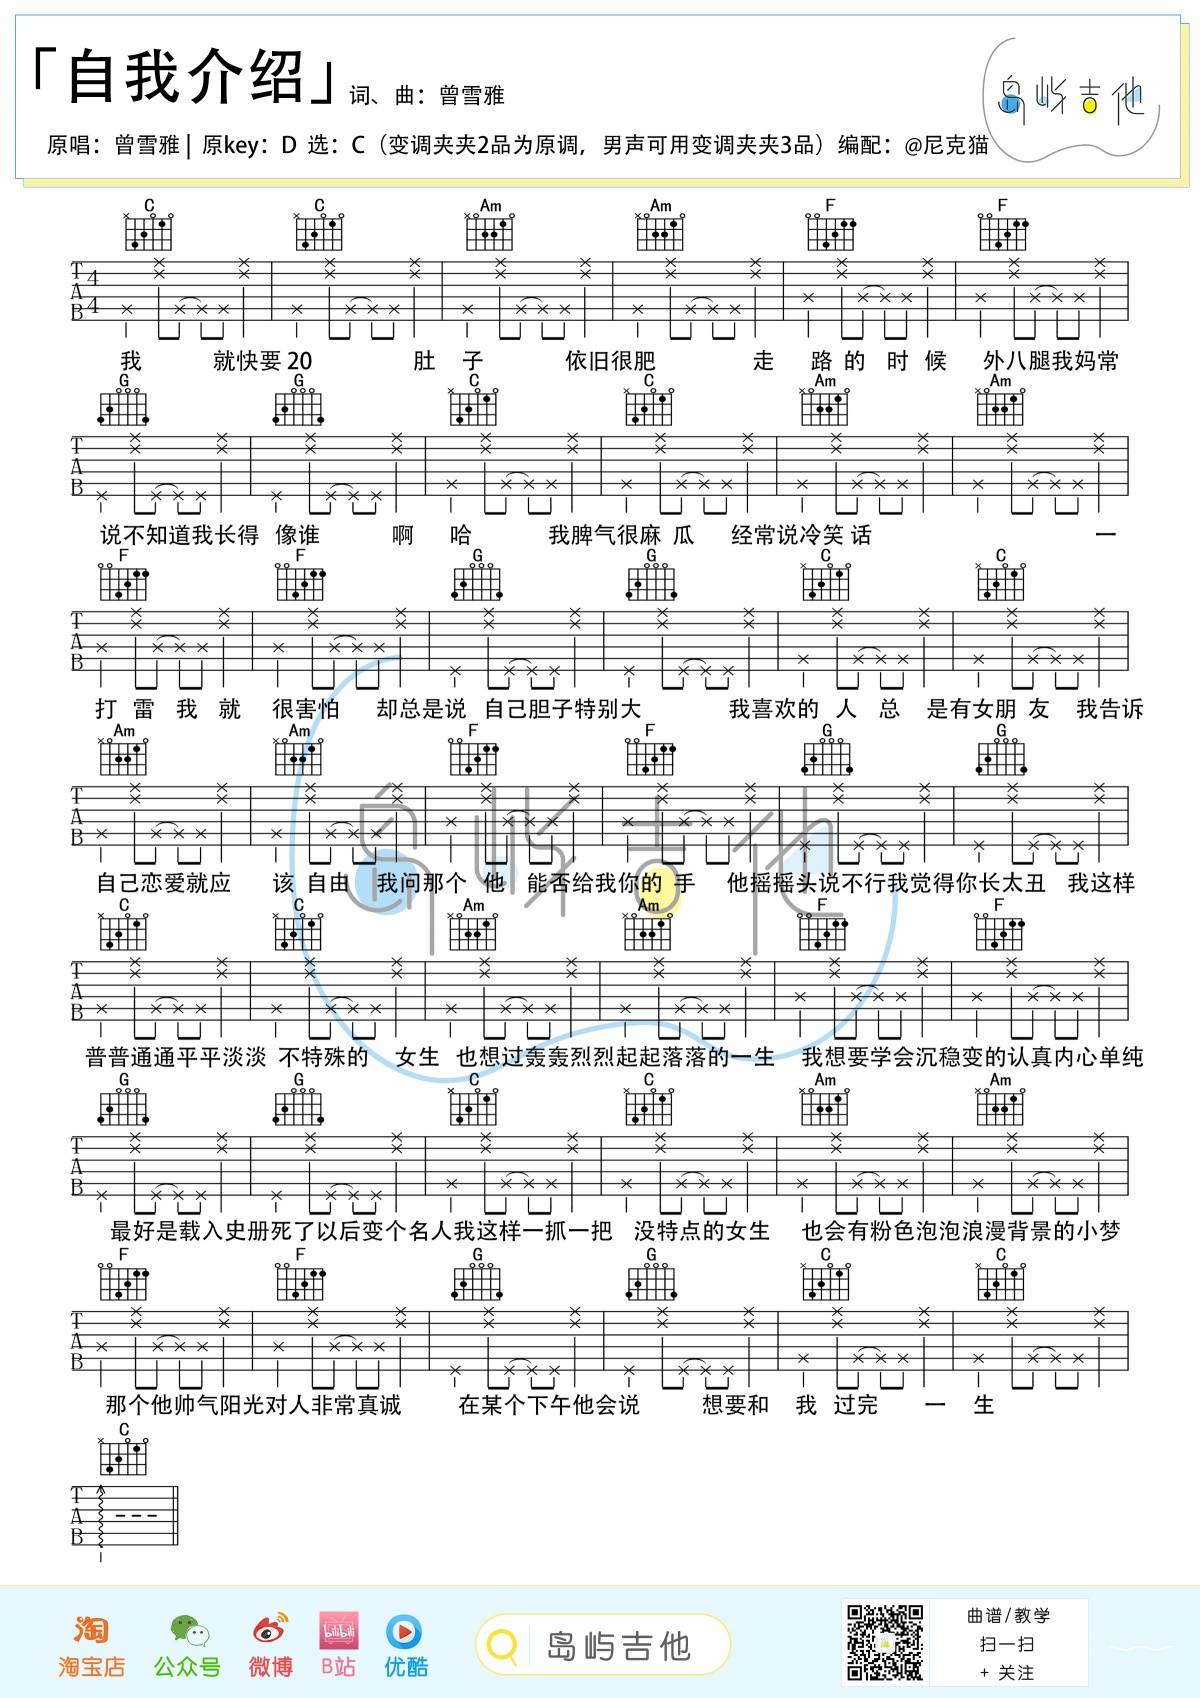 「自我介绍」 词、曲：曾雪雅
岛屿吉他
原唱：曾雪雅 | 原key：D 选：C（变调夹夹2品为原调，男声可用变调夹夹3品）编配：@尼克猫
C C Am Am F F
T A B 4 4
我 就快要20 肚 子 依旧很肥 走 路 的 时 候 外八腿我妈常
G G C C Am Am
T A B
说不知道我长得 像谁 啊 哈 我脾气很麻 瓜 经常说冷笑 话 一
F F G G C C
T A B
打 雷 我 就 很害怕 却总是说 自己胆子特别大 我喜欢的 人 总 是有女朋 友 我告诉
Am Am F F G G
T A B
岛屿吉他
自己恋爱就应 该 自由 我问那个 他 能否给我你的 手 他摇摇头说不行我觉得你长太丑 我这样
C C Am Am F F
T A B
普普通通平平淡淡 不特殊的 女生 也想过轰轰烈烈起起落落的一生 我想要学会沉稳变的认真内心单纯
G G C C Am Am
T A B
最好是载入史册死了以后变个名人我这样一抓一把 没特点的女生 也会有粉色泡泡浪漫背景的小梦
F F G G C C
T A B
那个他帅气阳光对人非常真诚 在某个下午他会说 想要和 我 过完 一 生
C
T A B
淘 bilibili
淘宝店 公众号 微博 B站 优酷
岛屿吉他
曲谱/教学
扫一扫
+ 关注